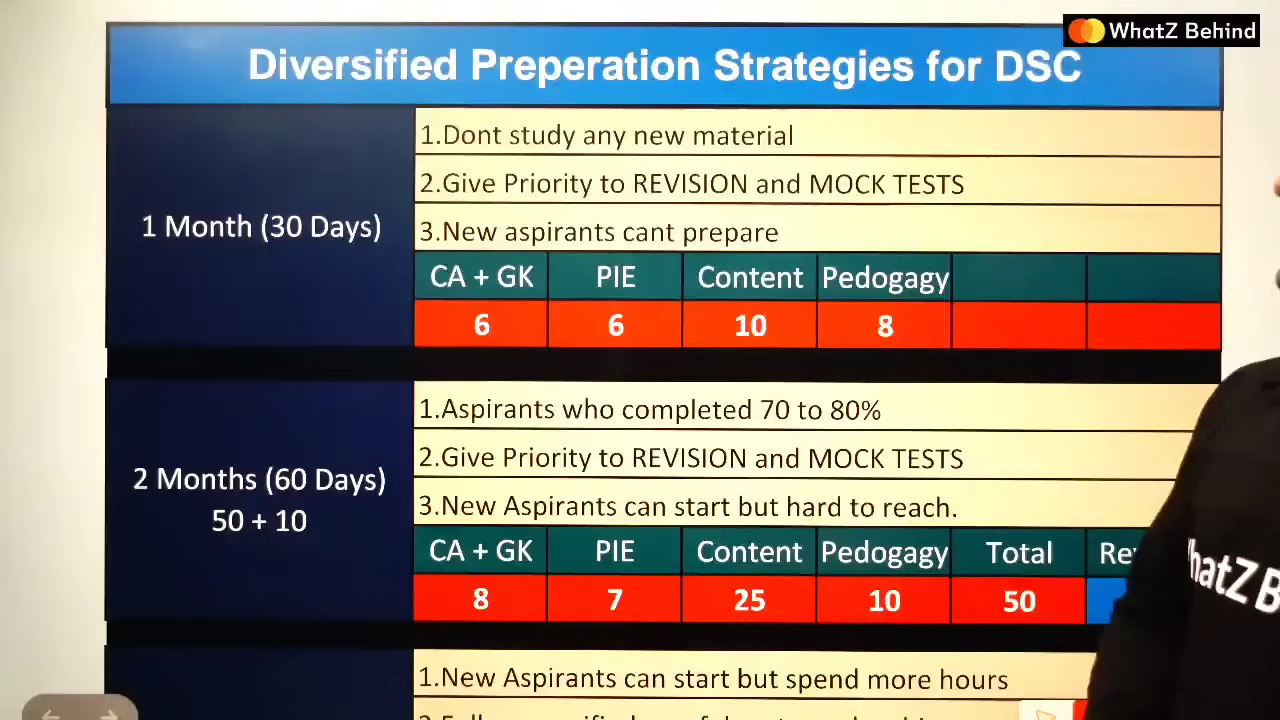 WhatZ Behind
Diversified Preperation Strategies for DSC
1 Month (30 Days)
1.Dont study any new material
2.Give Priority to REVISION and MOCK TESTS
3.New aspirants cant prepare
CA + GK PIE Content Pedogagy
6 6 10 8
2 Months (60 Days)
50 + 10
1.Aspirants who completed 70 to 80%
2.Give Priority to REVISION and MOCK TESTS
3.New Aspirants can start but hard to reach.
CA + GK PIE Content Pedogagy Total
8 7 25 10 50
1.New Aspirants can start but spend more hours
hatZ B